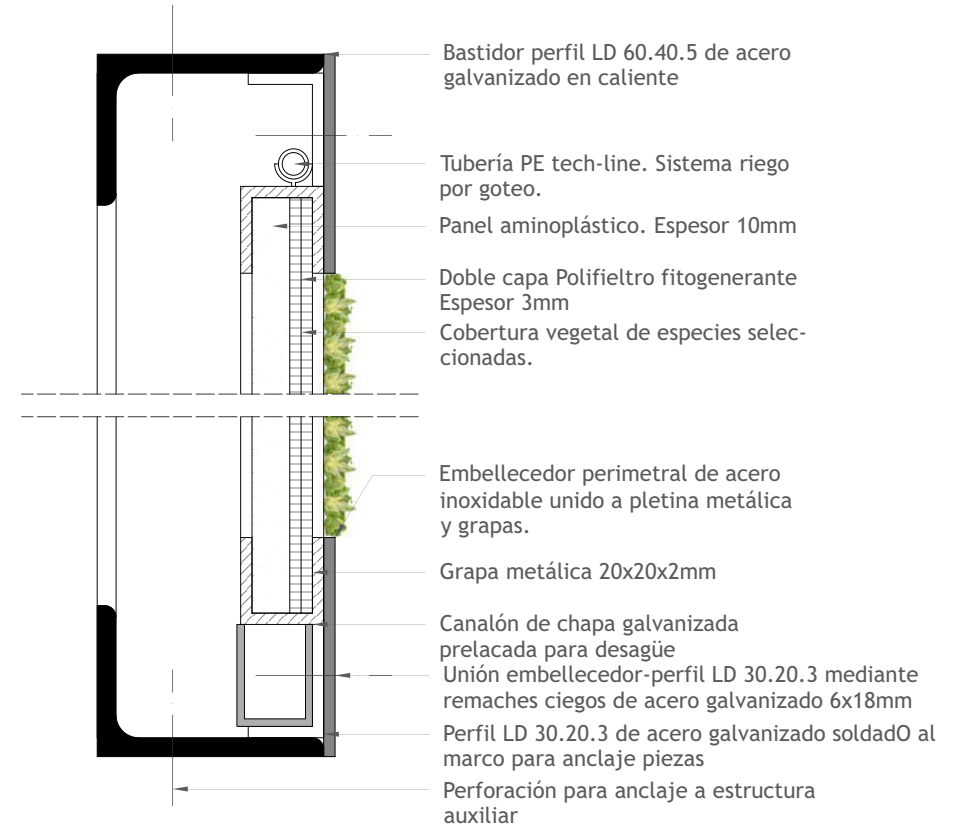 Bastidor perfil LD 60.40.5 de acero
galvanizado en caliente
Tubería PE tech-line. Sistema riego
por goteo.
Panel aminoplástico. Espesor 10mm
Doble capa Polifieltro fitogenerante
Espesor 3mm
Cobertura vegetal de especies selec-
cionadas.
Embellecedor perimetral de acero
inoxidable unido a pletina metálica
y grapas.
Grapa metálica 20x20x2mm
Canalón de chapa galvanizada
prelacada para desagüe
Unión embellecedor-perfil LD 30.20.3 mediante
remaches ciegos de acero galvanizado 6x18mm
Perfil LD 30.20.3 de acero galvanizado soldadO al
marco para anclaje piezas
Perforación para anclaje a estructura
auxiliar